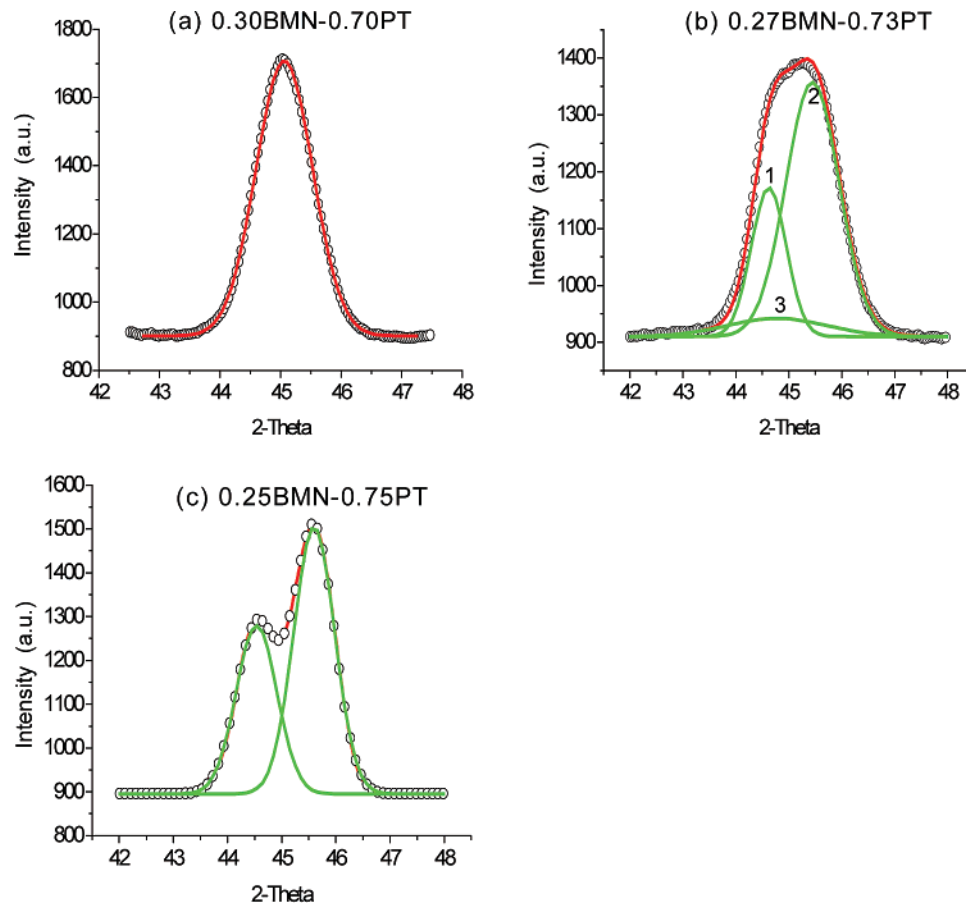 (a) 0.30BMN-0.70PT
1800
1600
1400
1200
1000
800
Intensity (a.u.)
42 43 44 45 46 47 48
2-Theta
(b) 0.27BMN-0.73PT
1400
1300
1200
1100
1000
900
Intensity (a.u.)
1
2
3
42 43 44 45 46 47 48
2-Theta
(c) 0.25BMN-0.75PT
1600
1500
1400
1300
1200
1100
1000
900
800
Intensity (a.u.)
42 43 44 45 46 47 48
2-Theta